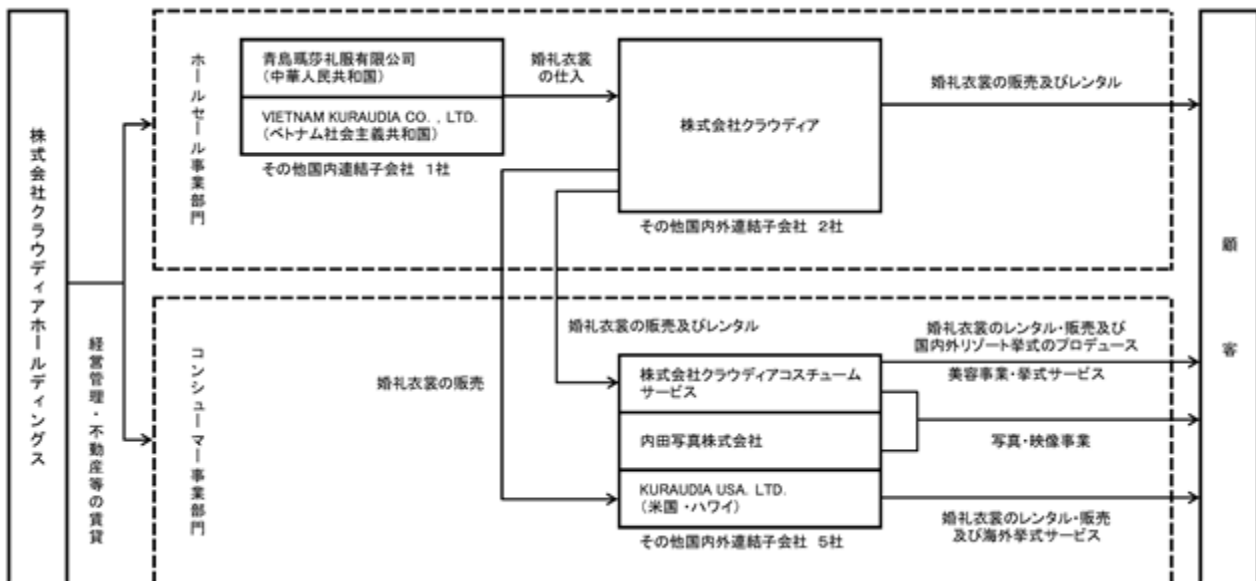 株式会社クラウディアホールディングス
経営管理・不動産等の賃貸
ホールセール事業部門
青島瑪莎礼服有限公司
（中華人民共和国）
VIETNAM KURAUDIA CO.，LTD.
（ベトナム社会主義共和国）
その他国内連結子会社 1社
婚礼衣裳
の仕入
株式会社クラウディア
その他国内外連結子会社 2社
婚礼衣裳の販売及びレンタル
コンシューマー事業部門
婚礼衣裳の販売
婚礼衣裳の販売及びレンタル
株式会社クラウディアコスチューム
サービス
内田写真株式会社
KURAUDIA USA. LTD.
（米国・ハワイ）
その他国内外連結子会社 5社
婚礼衣裳のレンタル・販売及び
国内外リゾート挙式のプロデュース
美容事業・挙式サービス
写真・映像事業
婚礼衣裳のレンタル・販売
及び海外挙式サービス
顧客